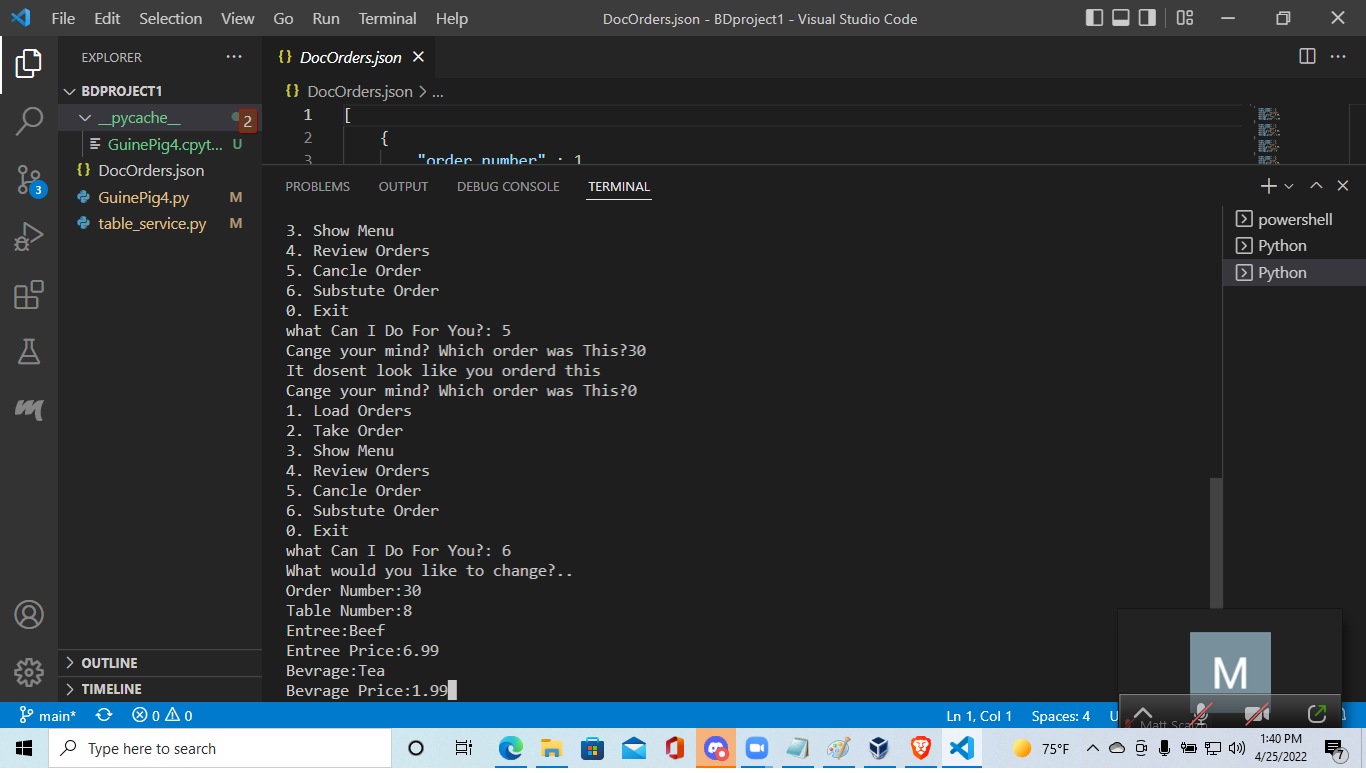 File Edit Selection View Go Run Terminal Help
DocOrders.json - BDproject1 - Visual Studio Code
EXPLORER
BDPROJECT1
__pycache__
2
GuinePig4.cpyt... U
DocOrders.json
GuinePig4.py M
table_service.py M
3
OUTLINE
TIMELINE
{} DocOrders.json
{} DocOrders.json > ...
1 [
2 {
3 "order number" : 1
PROBLEMS OUTPUT DEBUG CONSOLE TERMINAL
3. Show Menu
4. Review Orders
5. Cancle Order
6. Substute Order
0. Exit
what Can I Do For You?: 5
Cange your mind? Which order was This?30
It dosent look like you orderd this
Cange your mind? Which order was This?0
1. Load Orders
2. Take Order
3. Show Menu
4. Review Orders
5. Cancle Order
6. Substute Order
0. Exit
what Can I Do For You?: 6
What would you like to change?..
Order Number:30
Table Number:8
Entree:Beef
Entree Price:6.99
Bevrage:Tea
Bevrage Price:1.99
powershell
Python
Python
M
Matt
main* 0 0
Ln 1, Col 1 Spaces: 4
Type here to search
75°F
1:40 PM
4/25/2022
7